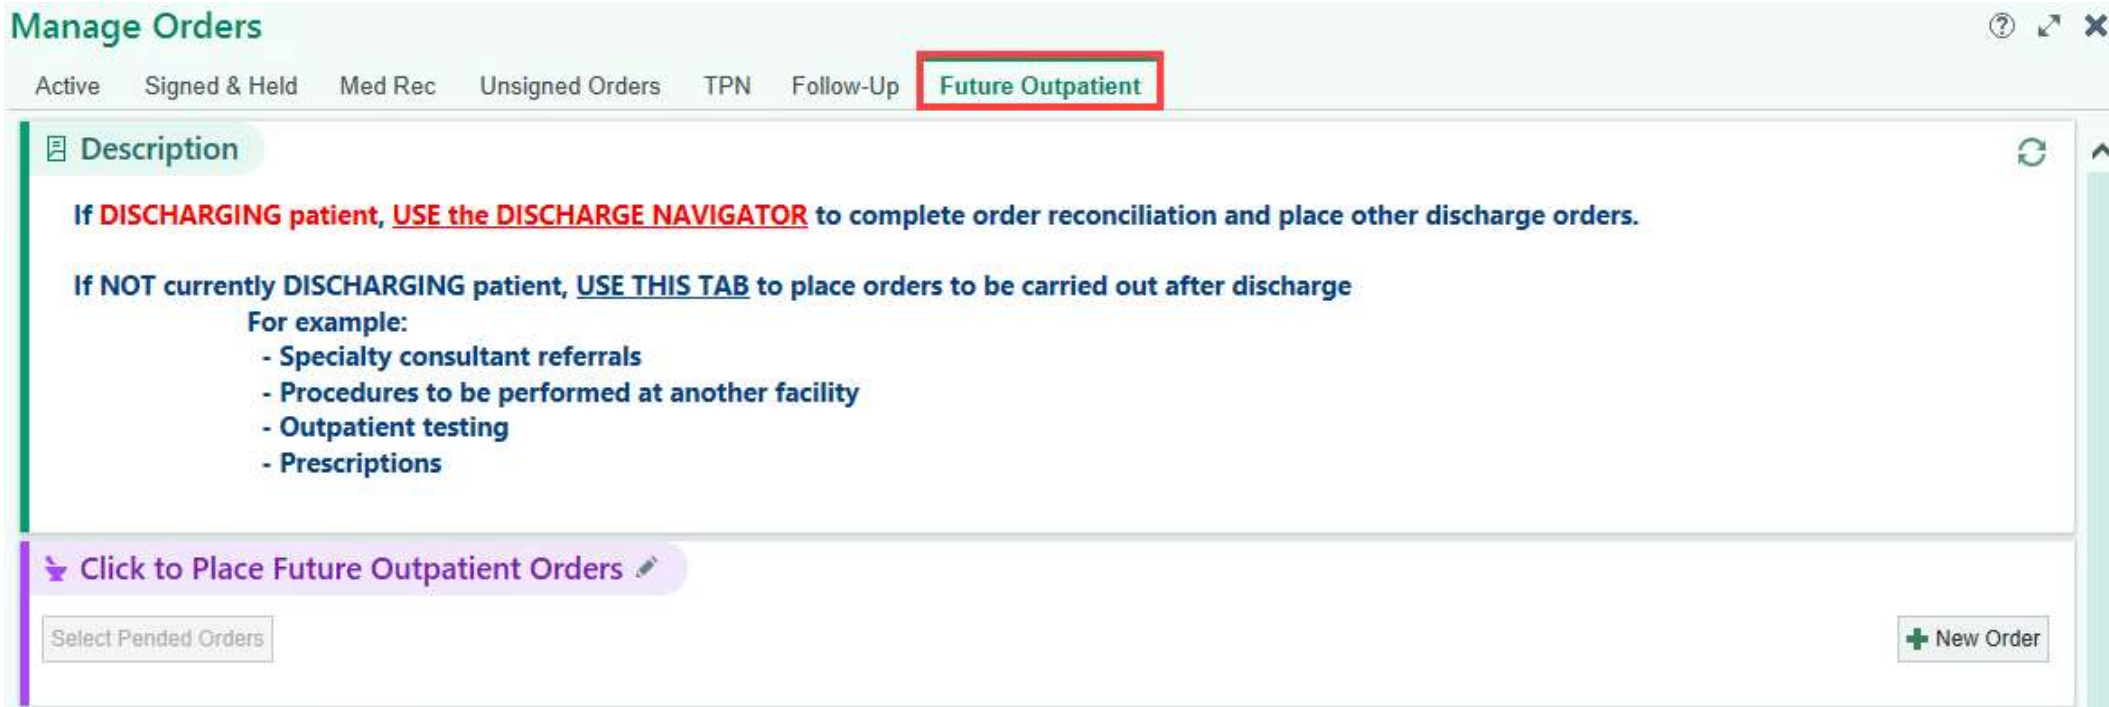 Manage Orders
Active Signed & Held Med Rec Unsigned Orders TPN Follow-Up Future Outpatient
Description
If DISCHARGING patient, USE the DISCHARGE NAVIGATOR to complete order reconciliation and place other discharge orders.
If NOT currently DISCHARGING patient, USE THIS TAB to place orders to be carried out after discharge
For example:
- Specialty consultant referrals
- Procedures to be performed at another facility
- Outpatient testing
- Prescriptions
Click to Place Future Outpatient Orders
Select Pended Orders New Order